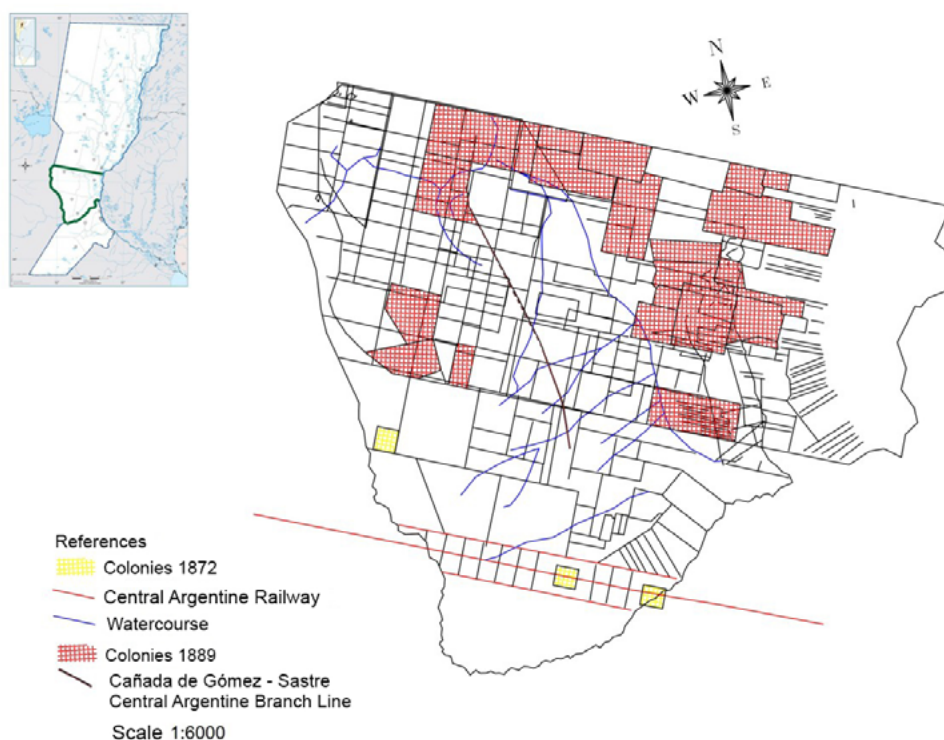 N
W
E
S
References
Colonies 1872
Central Argentine Railway
Watercourse
Colonies 1889
Cañada de Gómez - Sastre
Central Argentine Branch Line
Scale 1:6000